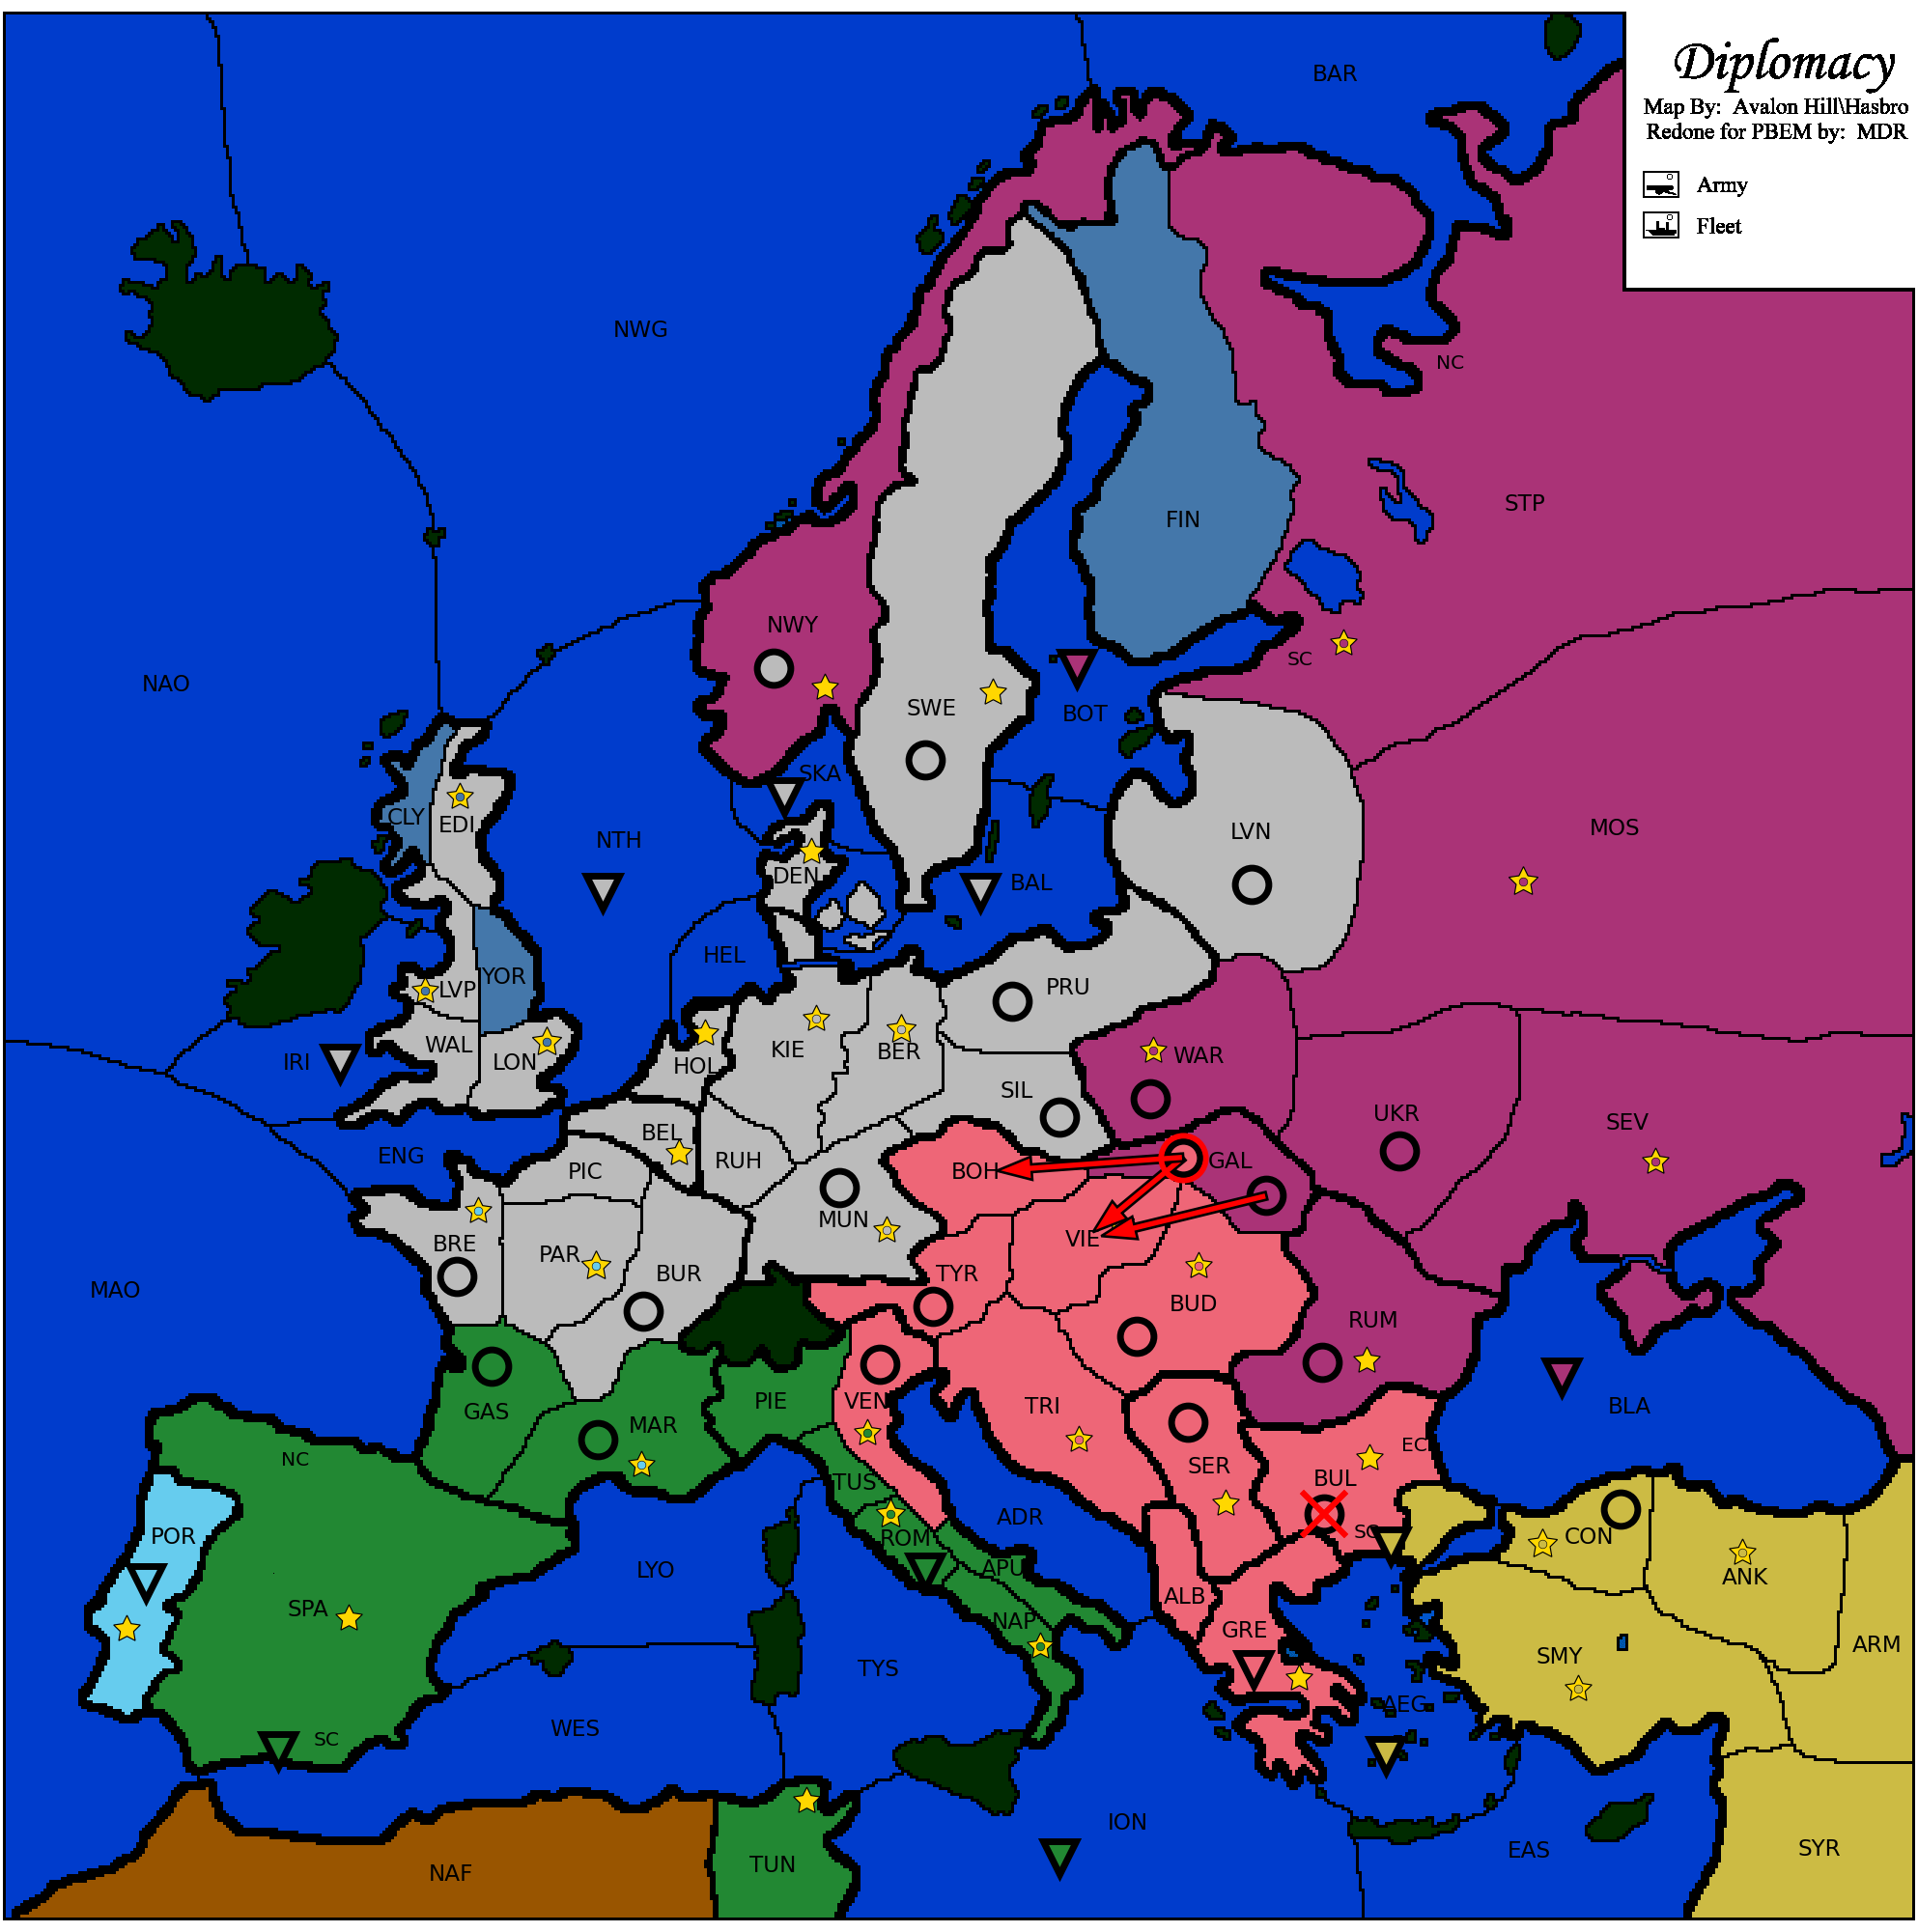 Diplomacy
Map By: Avalon Hill\Hasbro
Redone for PBEM by: MDR
Army
Fleet
BAR
NWG
NC
STP
FIN
NWY
SC
NAO
SWE
BOT
SKA
CLY
EDI
NTH
LVN
MOS
DEN
BAL
HEL
YOR
LVP
PRU
WAL
IRI
LON
HOL
KIE
BER
WAR
SIL
UKR
SEV
BEL
ENG
PIC
RUH
BOH
GAL
MUN
BRE
PAR
BUR
VIE
TYR
MAO
BUD
RUM
GAS
MAR
PIE
VEN
TRI
BLA
NC
EC
SER
BUL
TUS
ADR
SC
POR
ROM
CON
LYO
APU
ANK
SPA
ALB
NAP
GRE
ARM
SMY
TYS
AEG
WES
SC
ION
EAS
SYR
TUN
NAF